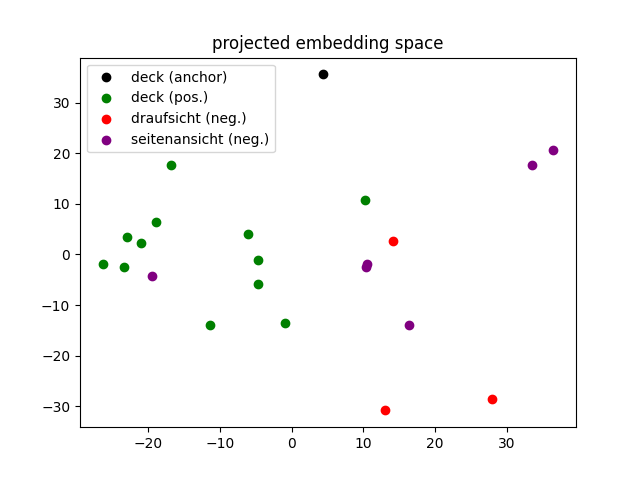 projected embedding space
deck (anchor)
deck (pos.)
draufsicht (neg.)
seitenansicht (neg.)
30
20
10
0
−10
−20
−30
−20 −10 0 10 20 30